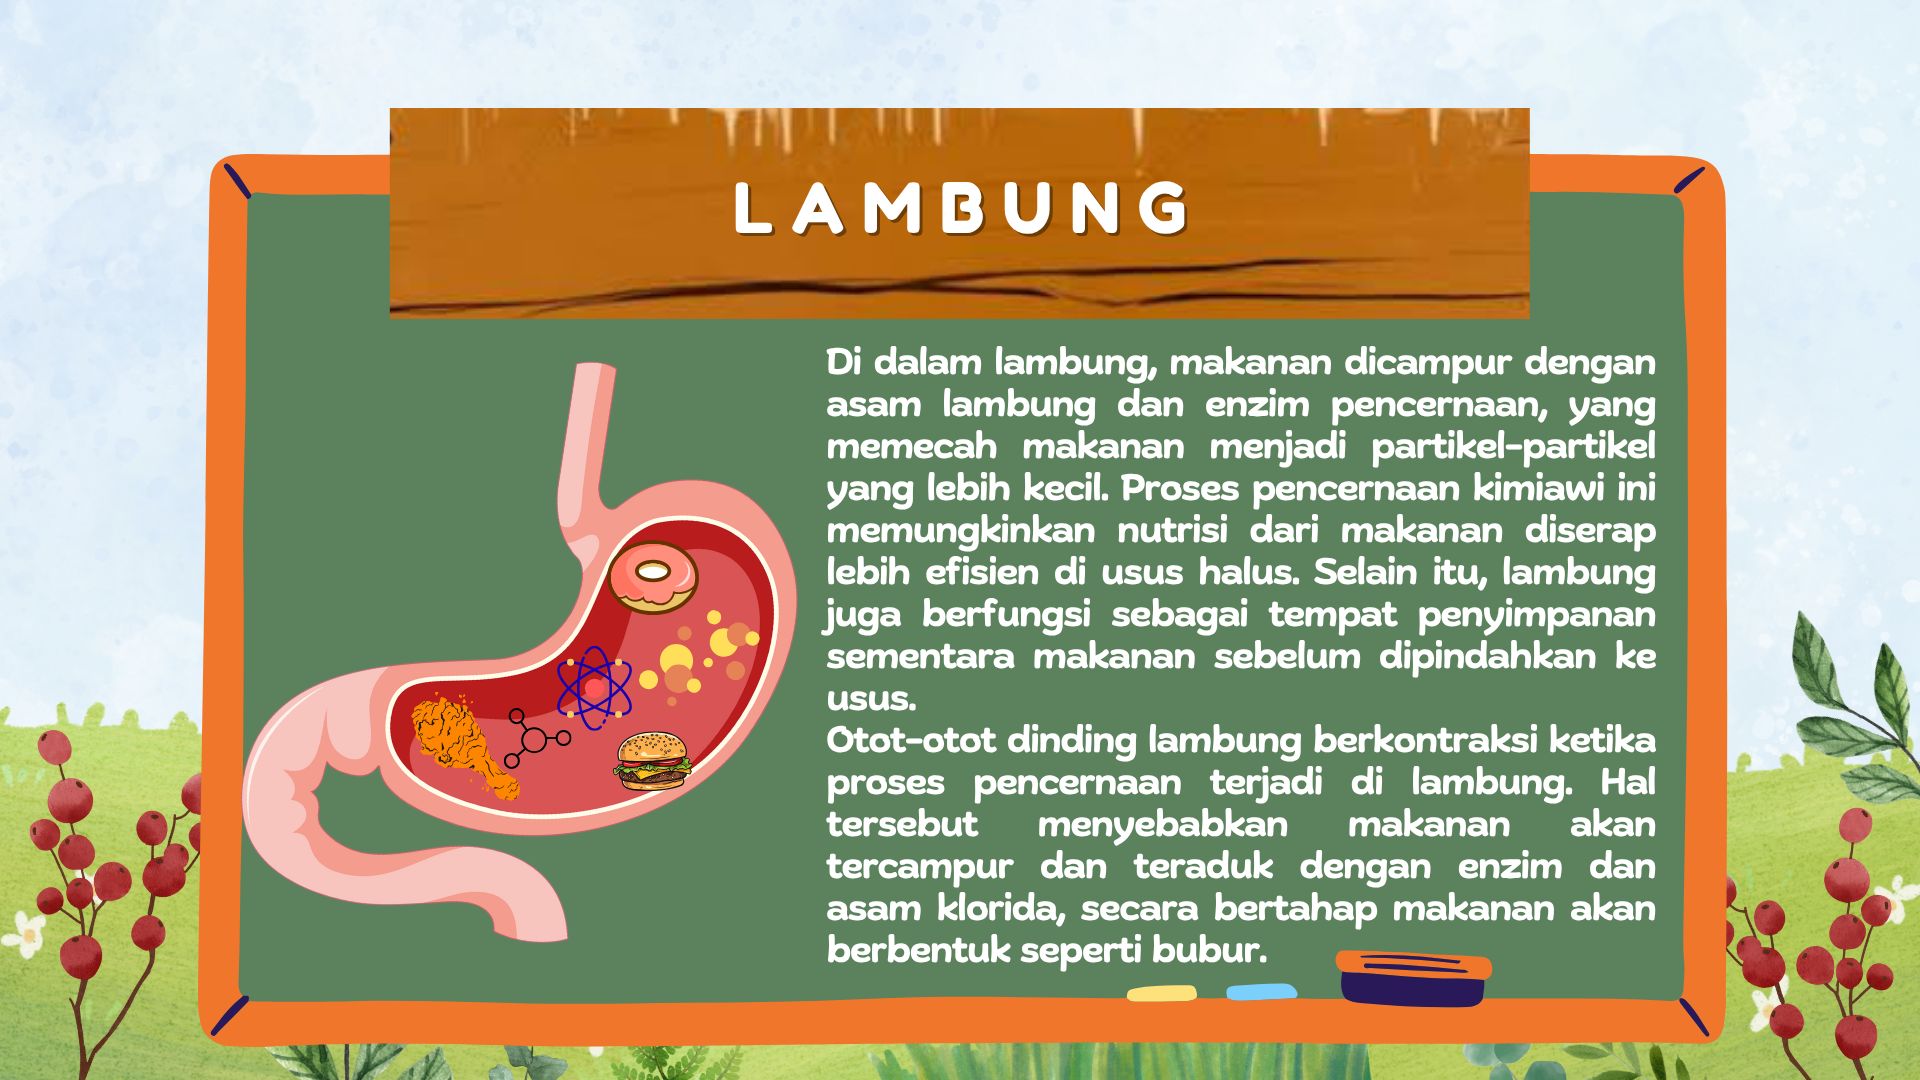 LAMBUNG
Di dalam lambung, makanan dicampur dengan
asam lambung dan enzim pencernaan, yang
memecah makanan menjadi partikel-partikel
yang lebih kecil. Proses pencernaan kimiawi ini
memungkinkan nutrisi dari makanan diserap
lebih efisien di usus halus. Selain itu, lambung
juga berfungsi sebagai tempat penyimpanan
sementara makanan sebelum dipindahkan ke
usus.
Otot-otot dinding lambung berkontraksi ketika
proses pencernaan terjadi di lambung. Hal
tersebut menyebabkan makanan akan
tercampur dan teraduk dengan enzim dan
asam klorida, secara bertahap makanan akan
berbentuk seperti bubur.